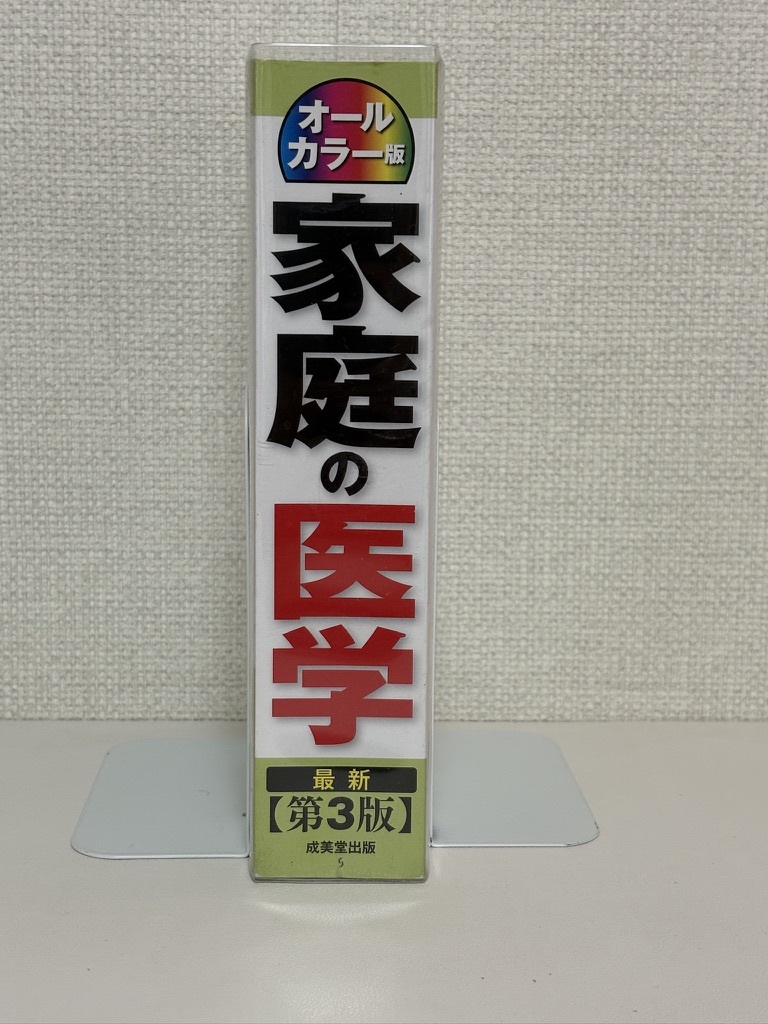 オール
カラー版
家庭の医学
最新
【第3版】
成美堂出版